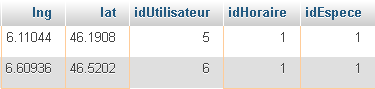 lng lat idUtilisateur idHoraire idEspece
6.11044 46.1908 5 1 1
6.60936 46.5202 6 1 1